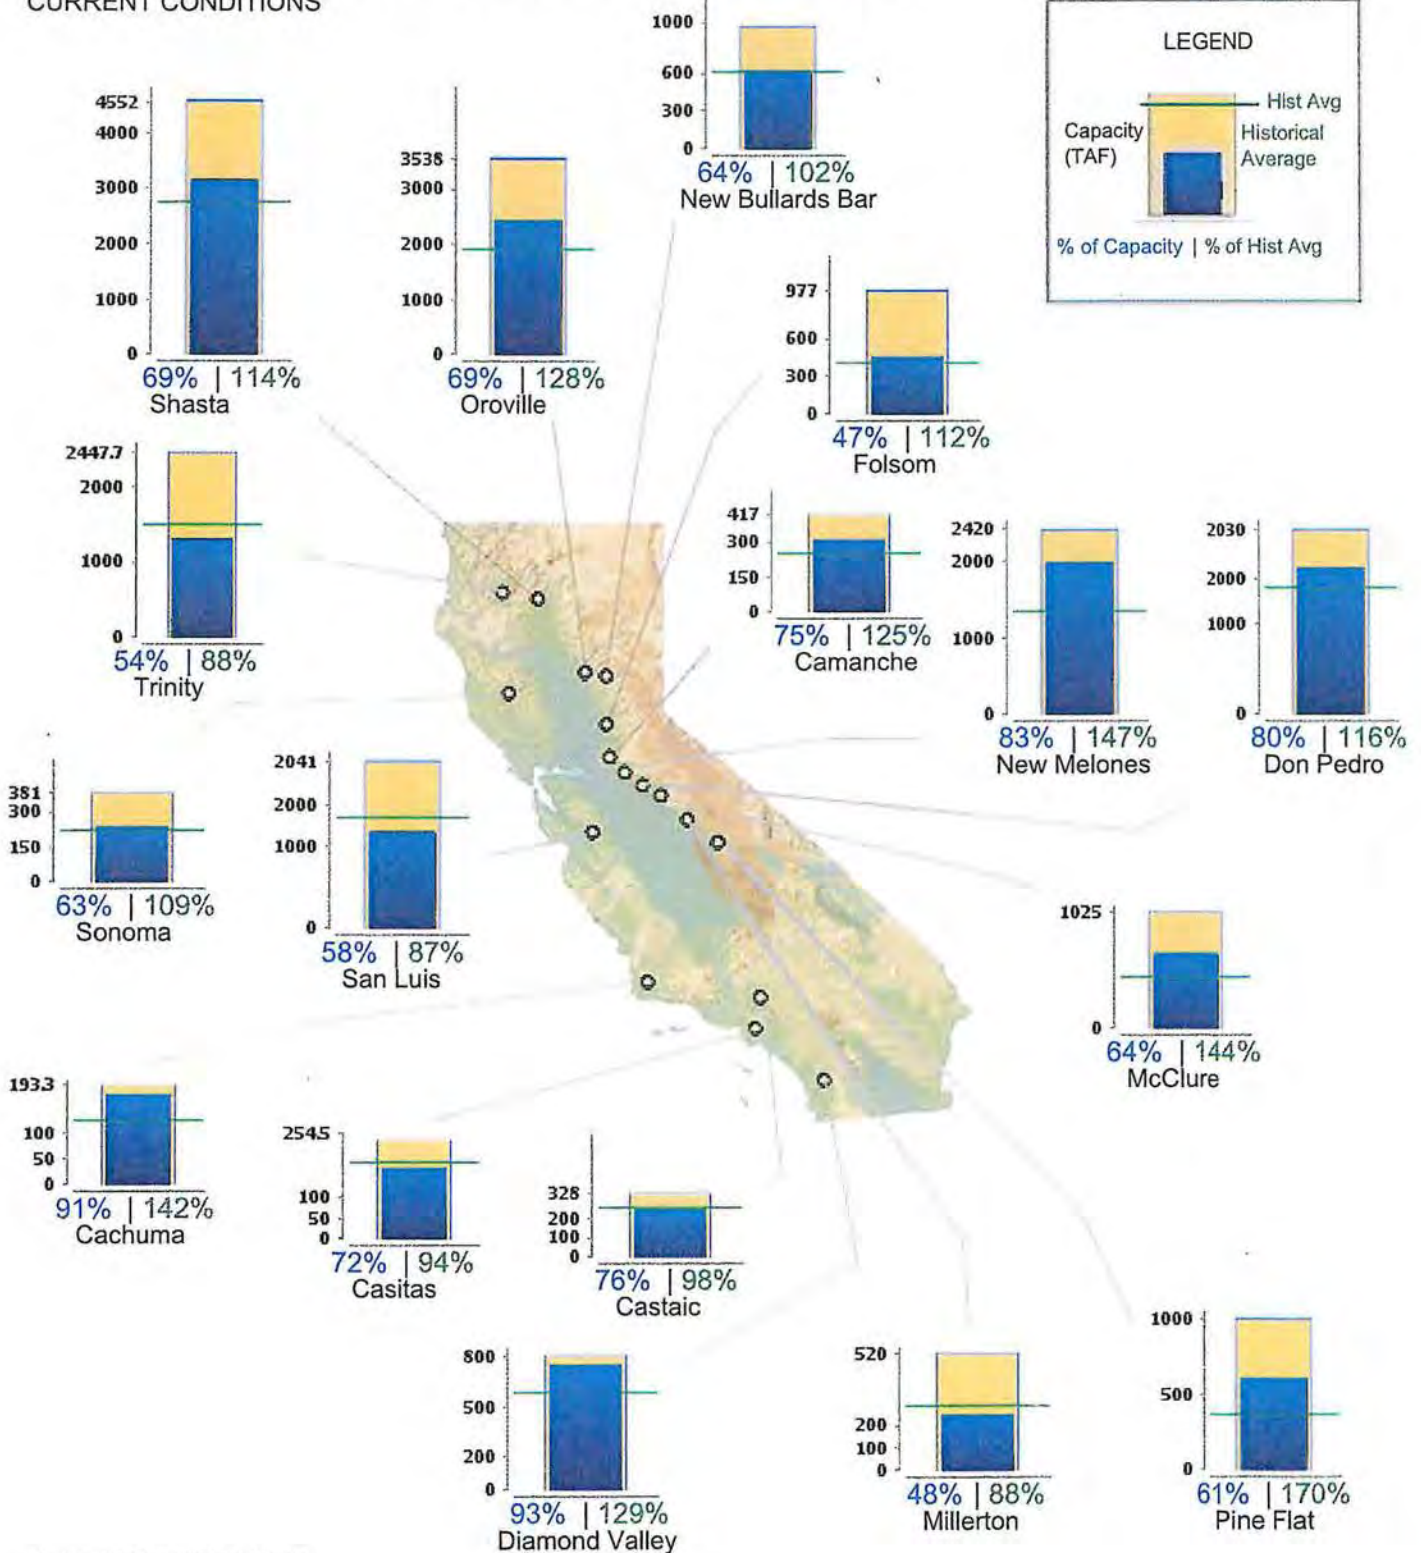 CURRENT CONDITIONS
LEGEND
Hist Avg
Capacity
(TAF)
Historical
Average
% of Capacity | % of Hist Avg
1000
600
300
0
64% | 102%
New Bullards Bar
4552
4000
3000
2000
1000
0
69% | 114%
Shasta
3538
3000
2000
1000
0
69% | 128%
Oroville
977
600
300
0
47% | 112%
Folsom
2447.7
2000
1000
0
54% | 88%
Trinity
417
300
150
0
75% | 125%
Camanche
2420
2000
1000
0
83% | 147%
New Melones
2030
2000
1000
0
80% | 116%
Don Pedro
381
300
150
0
63% | 109%
Sonoma
2041
2000
1000
0
58% | 87%
San Luis
1025
0
64% | 144%
McClure
193.3
100
50
0
91% | 142%
Cachuma
254.5
100
50
0
72% | 94%
Casitas
328
200
100
0
76% | 98%
Castaic
800
500
200
0
93% | 129%
Diamond Valley
520
200
100
0
48% | 88%
Millerton
1000
500
0
61% | 170%
Pine Flat